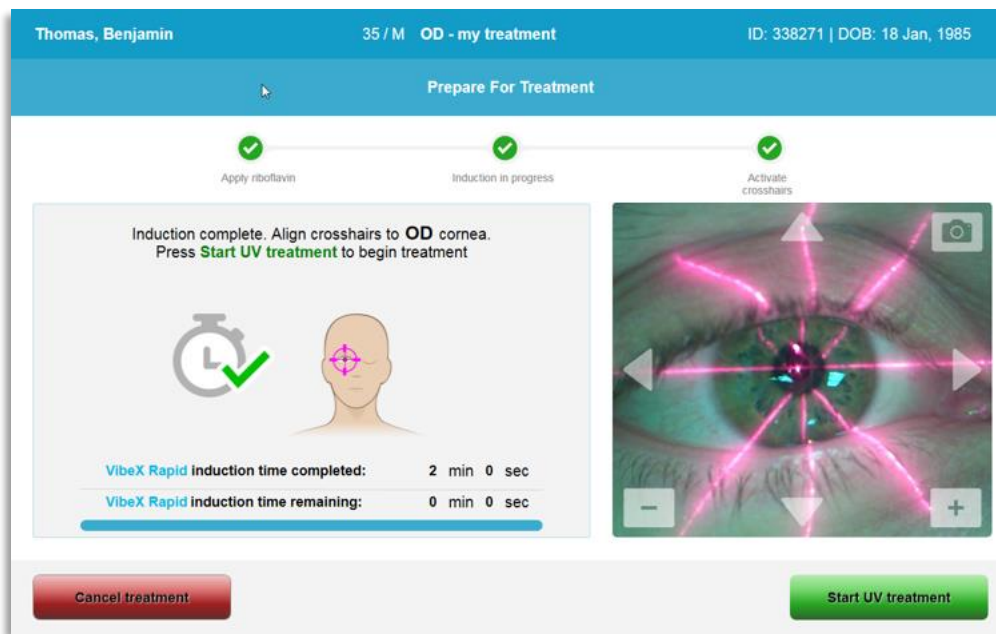 Thomas, Benjamin 35 / M OD - my treatment ID: 338271 | DOB: 18 Jan, 1985
Prepare For Treatment
Apply riboflavin
Induction in progress
Activate
crosshairs
Induction complete. Align crosshairs to OD cornea.
Press Start UV treatment to begin treatment
VibeX Rapid induction time completed: 2 min 0 sec
VibeX Rapid induction time remaining: 0 min 0 sec
Cancel treatment
Start UV treatment